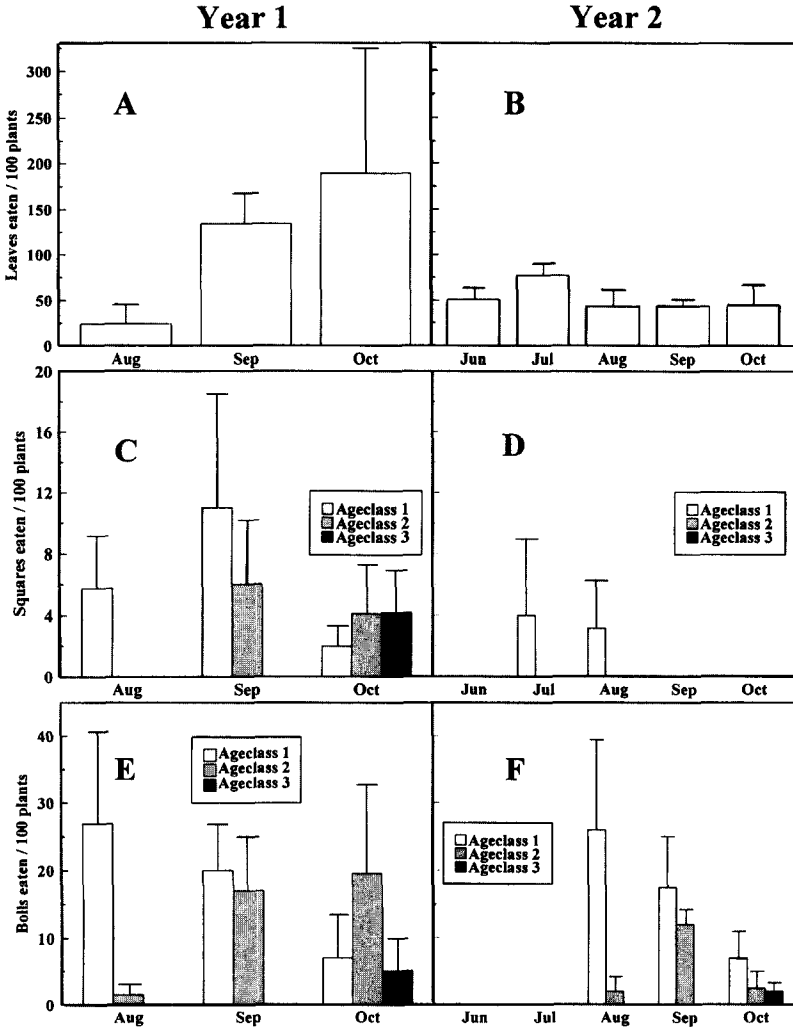 Year 1
Year 2
Leaves eaten / 100 plants
300
250
200
150
100
50
0
A
B
Aug
Sep
Oct
Jun
Jul
Aug
Sep
Oct
Squares eaten / 100 plants
20
16
12
8
4
0
C
Ageclass 1
Ageclass 2
Ageclass 3
D
Ageclass 1
Ageclass 2
Ageclass 3
Aug
Sep
Oct
Jun
Jul
Aug
Sep
Oct
Bolls eaten / 100 plants
40
30
20
10
0
E
Ageclass 1
Ageclass 2
Ageclass 3
F
Ageclass 1
Ageclass 2
Ageclass 3
Aug
Sep
Oct
Jun
Jul
Aug
Sep
Oct